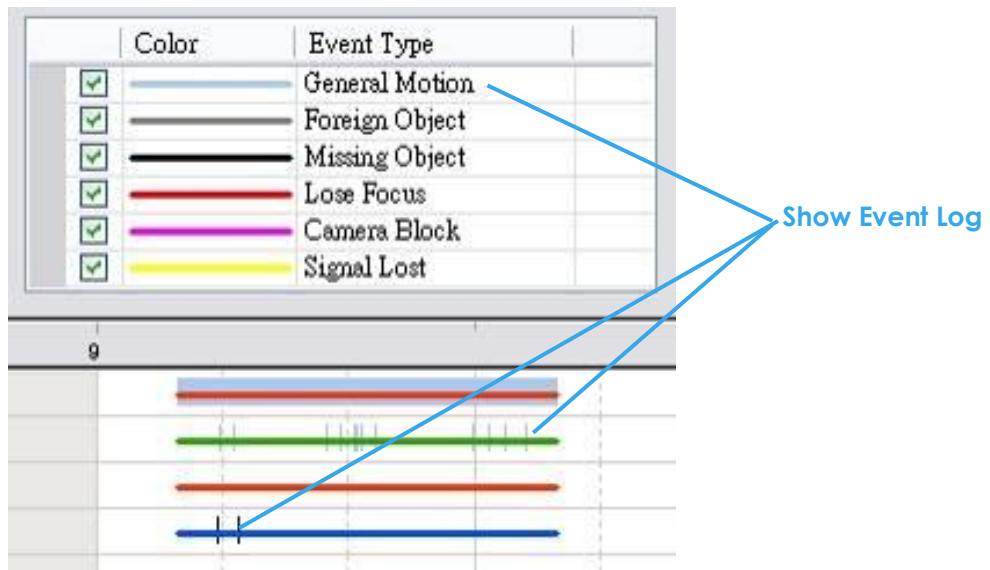 Color Event Type
General Motion
Foreign Object
Missing Object
Lose Focus
Camera Block
Signal Lost
Show Event Log
9